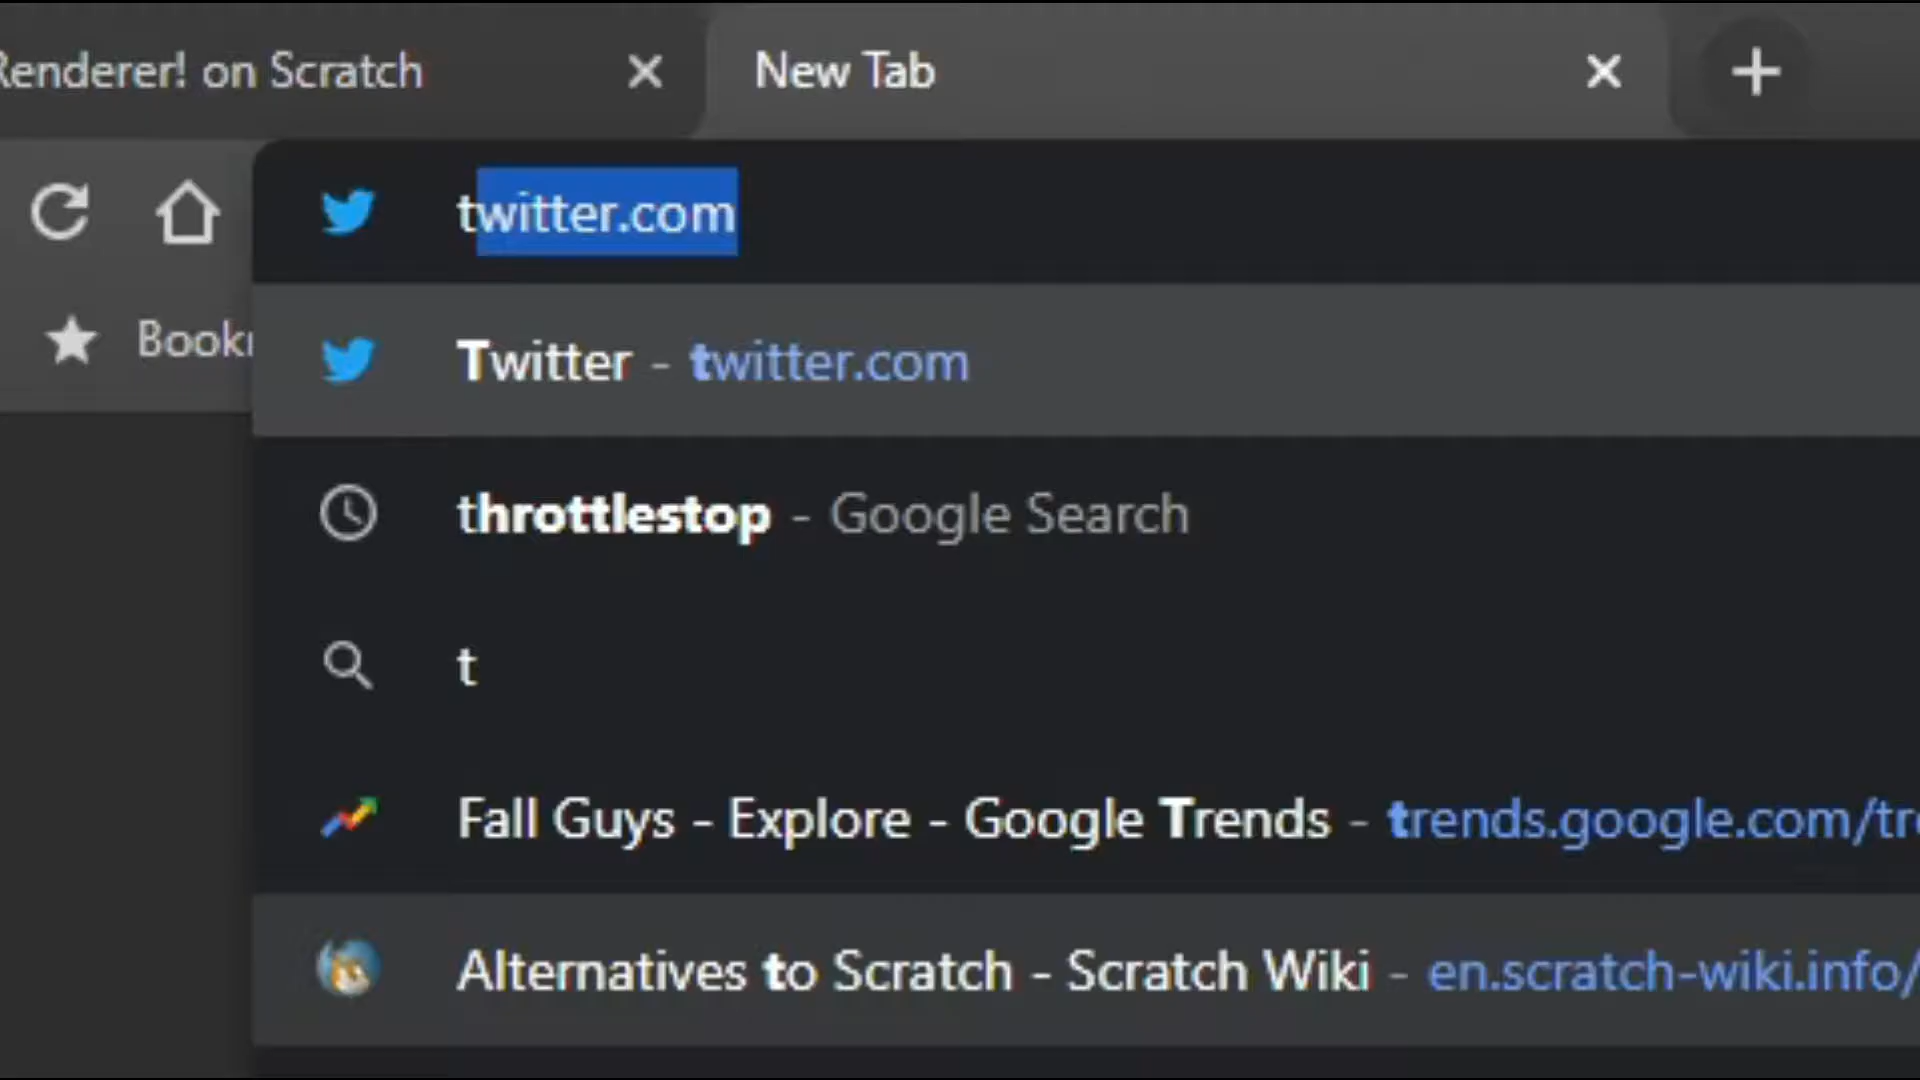 Renderer! on Scratch
New Tab
twitter.com
Book
Twitter - twitter.com
throttlestop - Google Search
t
Fall Guys - Explore - Google Trends - trends.google.com/tre
Alternatives to Scratch - Scratch Wiki - en.scratch-wiki.info/